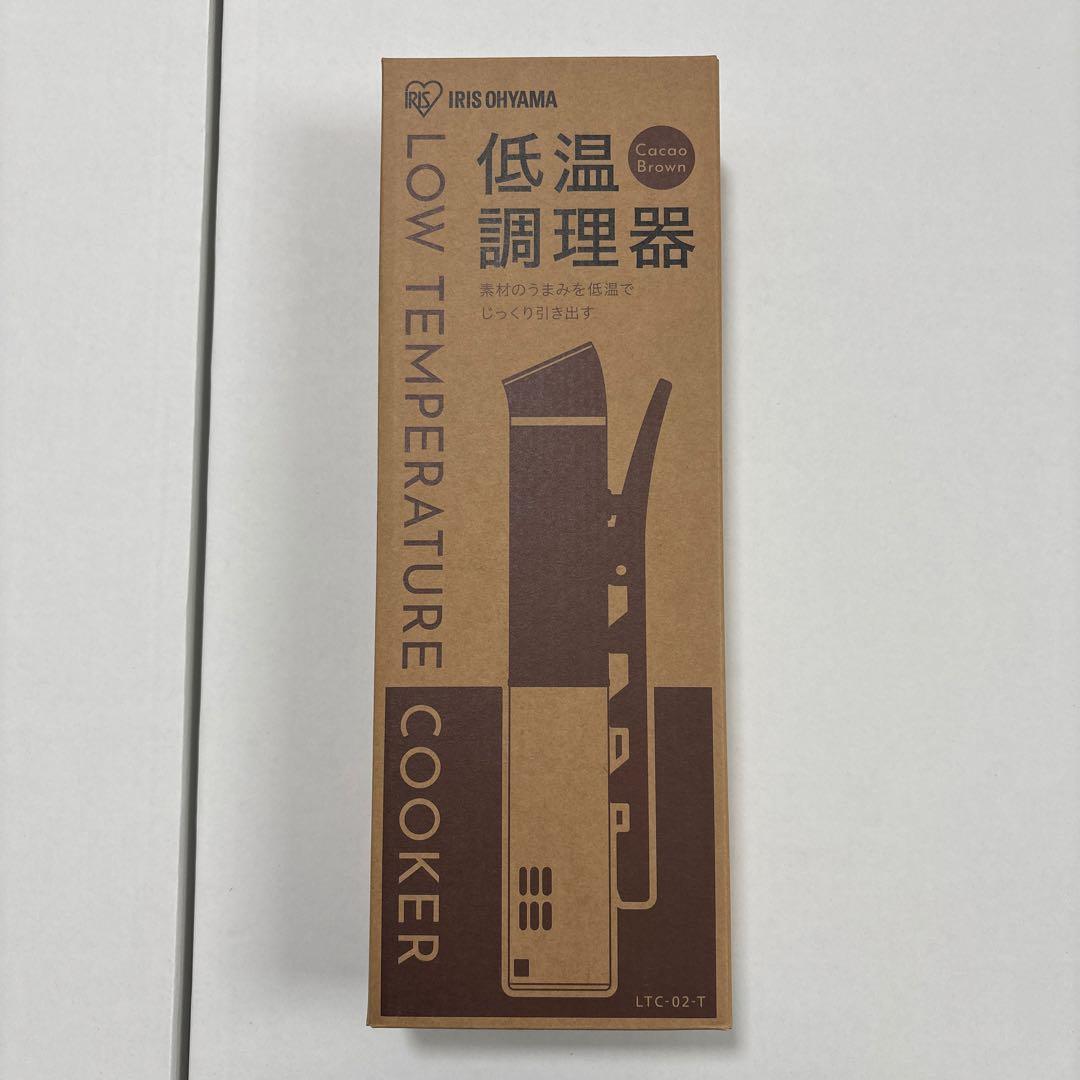 IRIS
IRIS OHYAMA
低温
調理器
Cacao
Brown
素材のうまみを低温で
じっくり引き出す
LOW TEMPERATURE COOKER
LTC-02-T